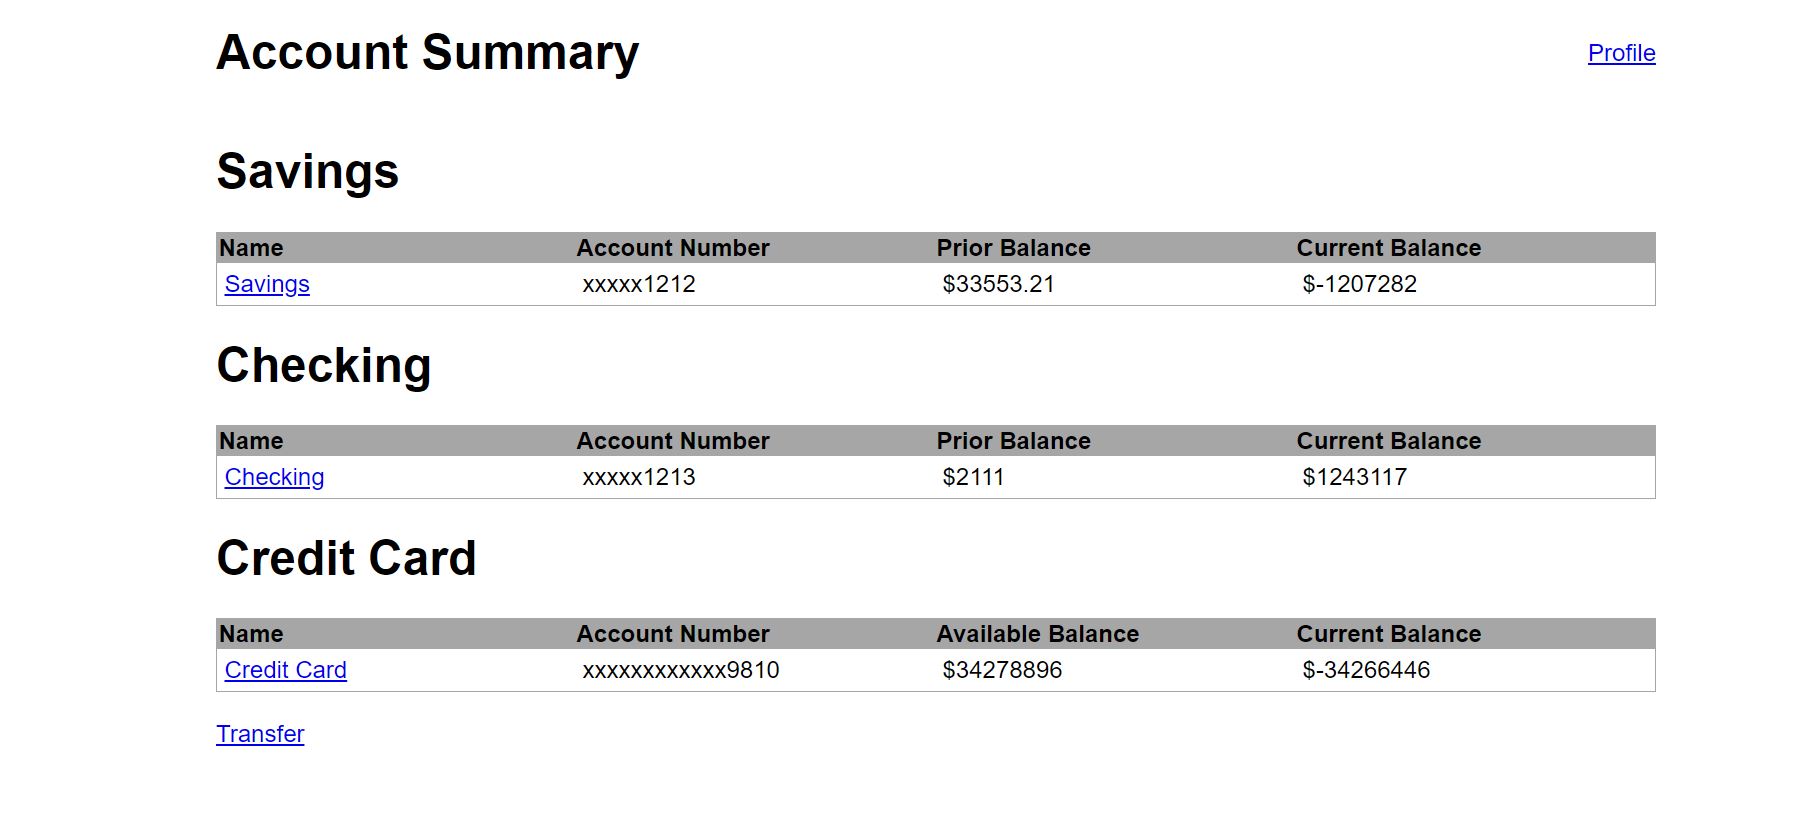 Account Summary Profile
Savings
Name Account Number Prior Balance Current Balance
Savings xxxxx1212 $33553.21 $-1207282
Checking
Name Account Number Prior Balance Current Balance
Checking xxxxx1213 $2111 $1243117
Credit Card
Name Account Number Available Balance Current Balance
Credit Card xxxxxxxxxxxx9810 $34278896 $-34266446
Transfer